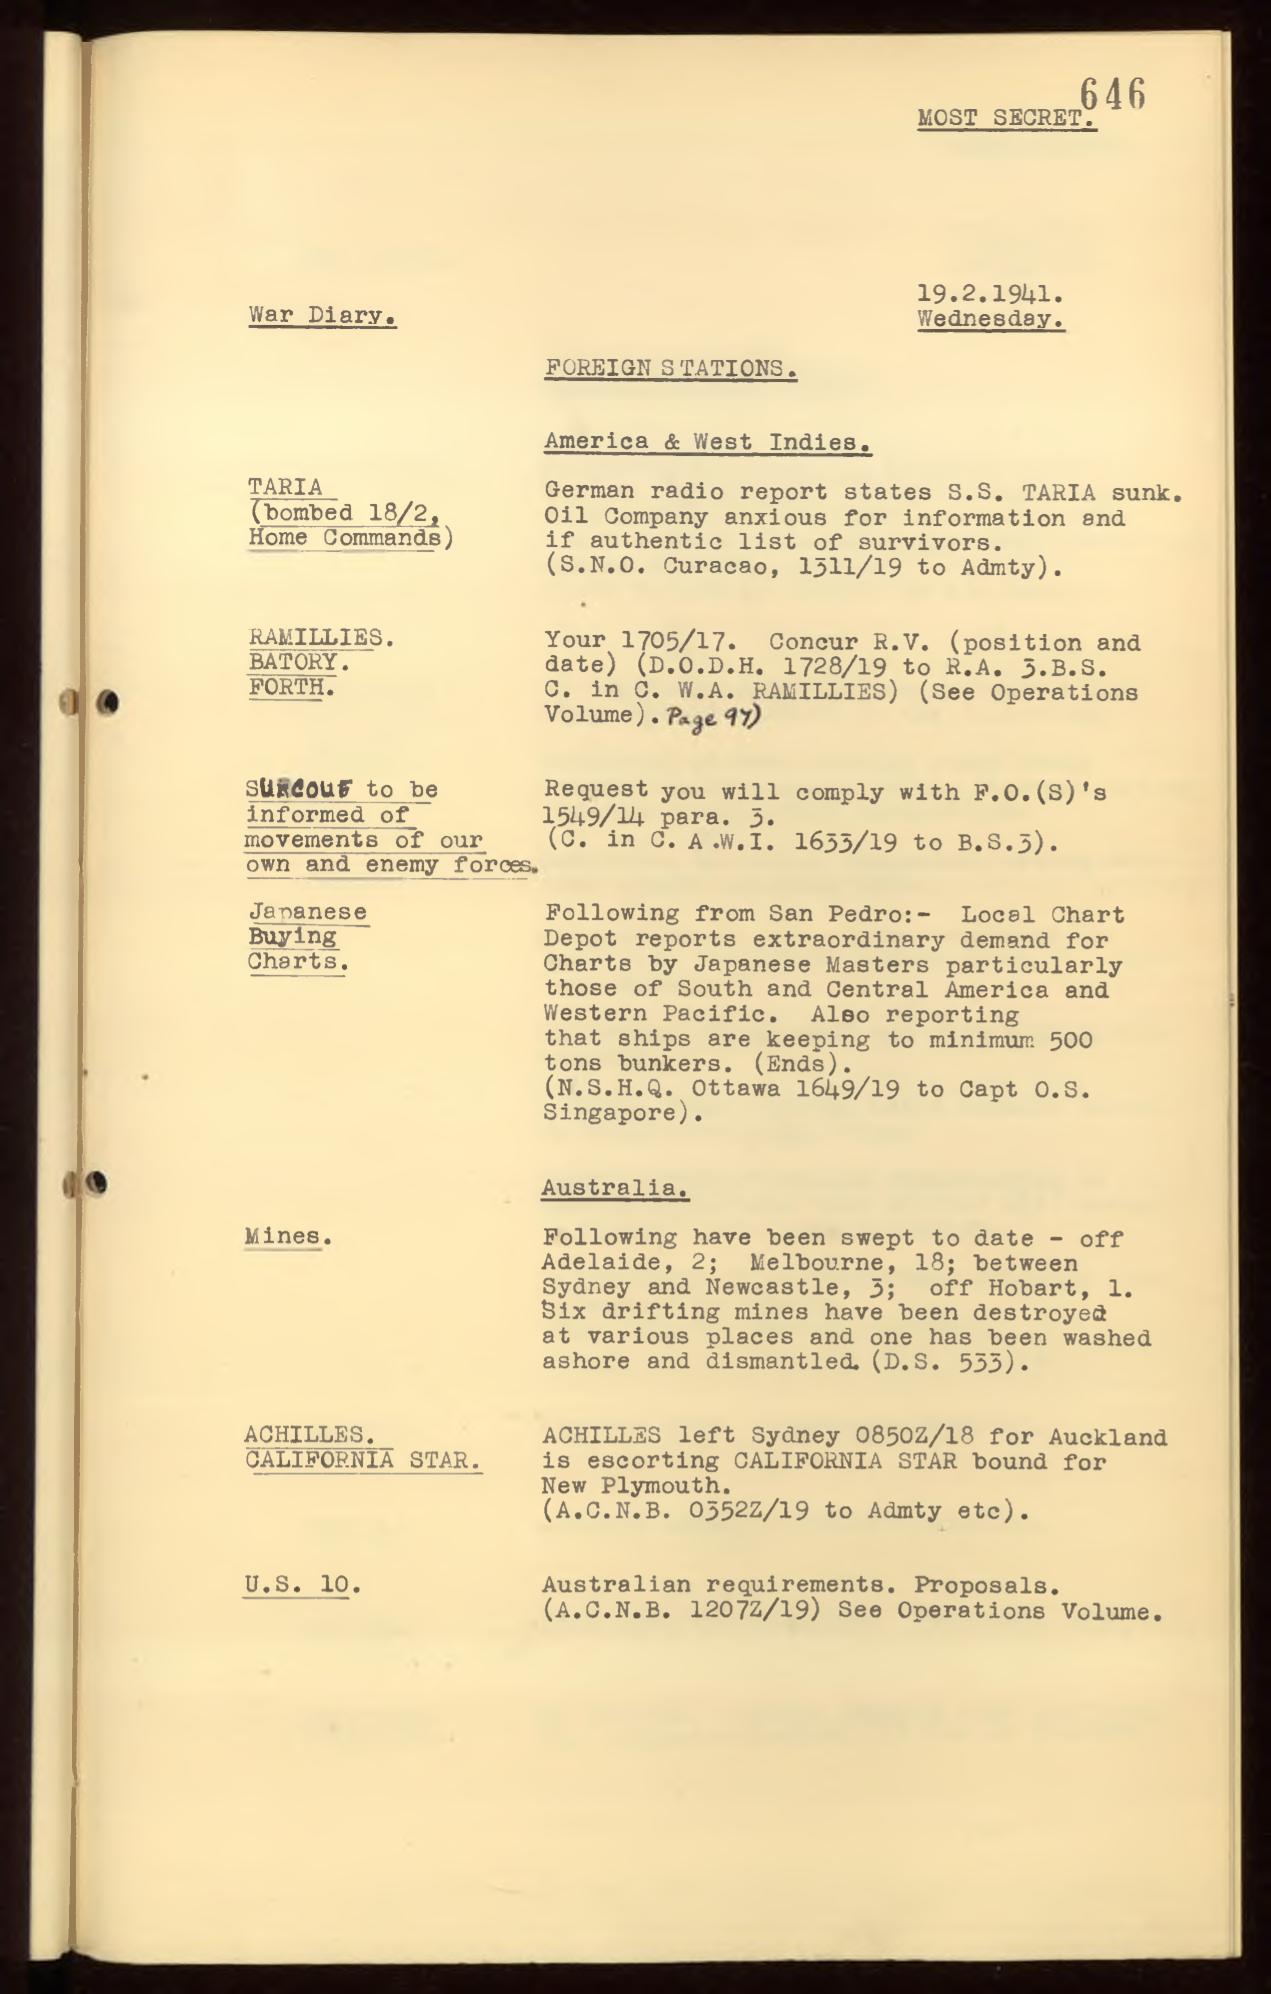 646
MOST SECRET.
19.2.1941.
War Diary.
Wednesday.
FOREIGN STATIONS.
America & West Indies.
TARIA
(bombed 18/2,
Home Commands)
German radio report states S.S. TARIA sunk.
Oil Company anxious for information and
if authentic list of survivors.
(S.N.O. Curacao, 1311/19 to Admty).
RAMILLIES.
BATORY.
FORTH.
Your 1705/17. Concur R.V. (position and
date) (D.O.D.H. 1728/19 to R.A. 3.B.S.
C. in C. W.A. RAMILLIES) (See Operations
Volume). Page 97)
SURCOUF to be
informed of
movements of our
own and enemy forces.
Request you will comply with F.O.(S)'s
1549/14 para. 3.
(C. in C. A.W.I. 1633/19 to B.S.3).
Japanese
Buying
Charts.
Following from San Pedro:- Local Chart
Depot reports extraordinary demand for
Charts by Japanese Masters particularly
those of South and Central America and
Western Pacific. Also reporting
that ships are keeping to minimum 500
tons bunkers. (Ends).
(N.S.H.Q. Ottawa 1649/19 to Capt O.S.
Singapore).
Australia.
Mines.
Following have been swept to date - off
Adelaide, 2; Melbourne, 18; between
Sydney and Newcastle, 3; off Hobart, 1.
Six drifting mines have been destroyed
at various places and one has been washed
ashore and dismantled. (D.S. 533).
ACHILLES.
CALIFORNIA STAR.
ACHILLES left Sydney 0850Z/18 for Auckland
is escorting CALIFORNIA STAR bound for
New Plymouth.
(A.C.N.B. 0352Z/19 to Admty etc).
U.S. 10.
Australian requirements. Proposals.
(A.C.N.B. 1207Z/19) See Operations Volume.